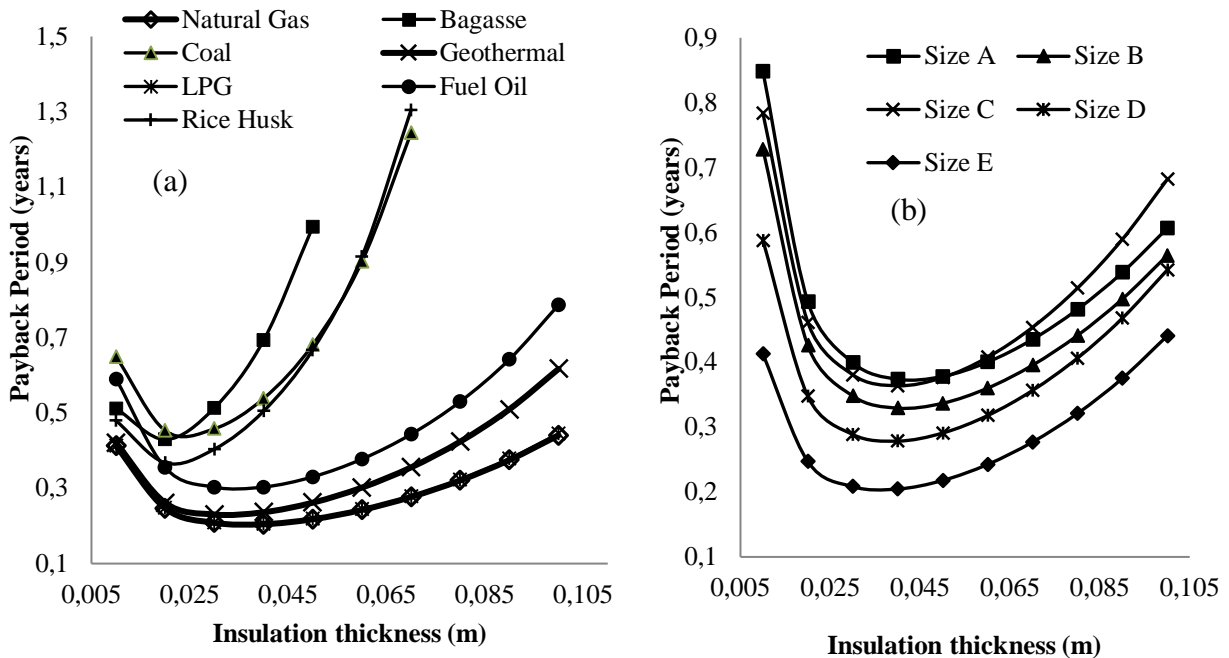 Natural Gas
Bagasse
Coal
Geothermal
LPG
Fuel Oil
Rice Husk
(a)
Payback Period (years)
1,5
1,3
1,1
0,9
0,7
0,5
0,3
0,1
0,005 0,025 0,045 0,065 0,085 0,105
Insulation thickness (m)
Size A
Size B
Size C
Size D
Size E
(b)
Payback Period (years)
0,9
0,8
0,7
0,6
0,5
0,4
0,3
0,2
0,1
0,005 0,025 0,045 0,065 0,085 0,105
Insulation thickness (m)